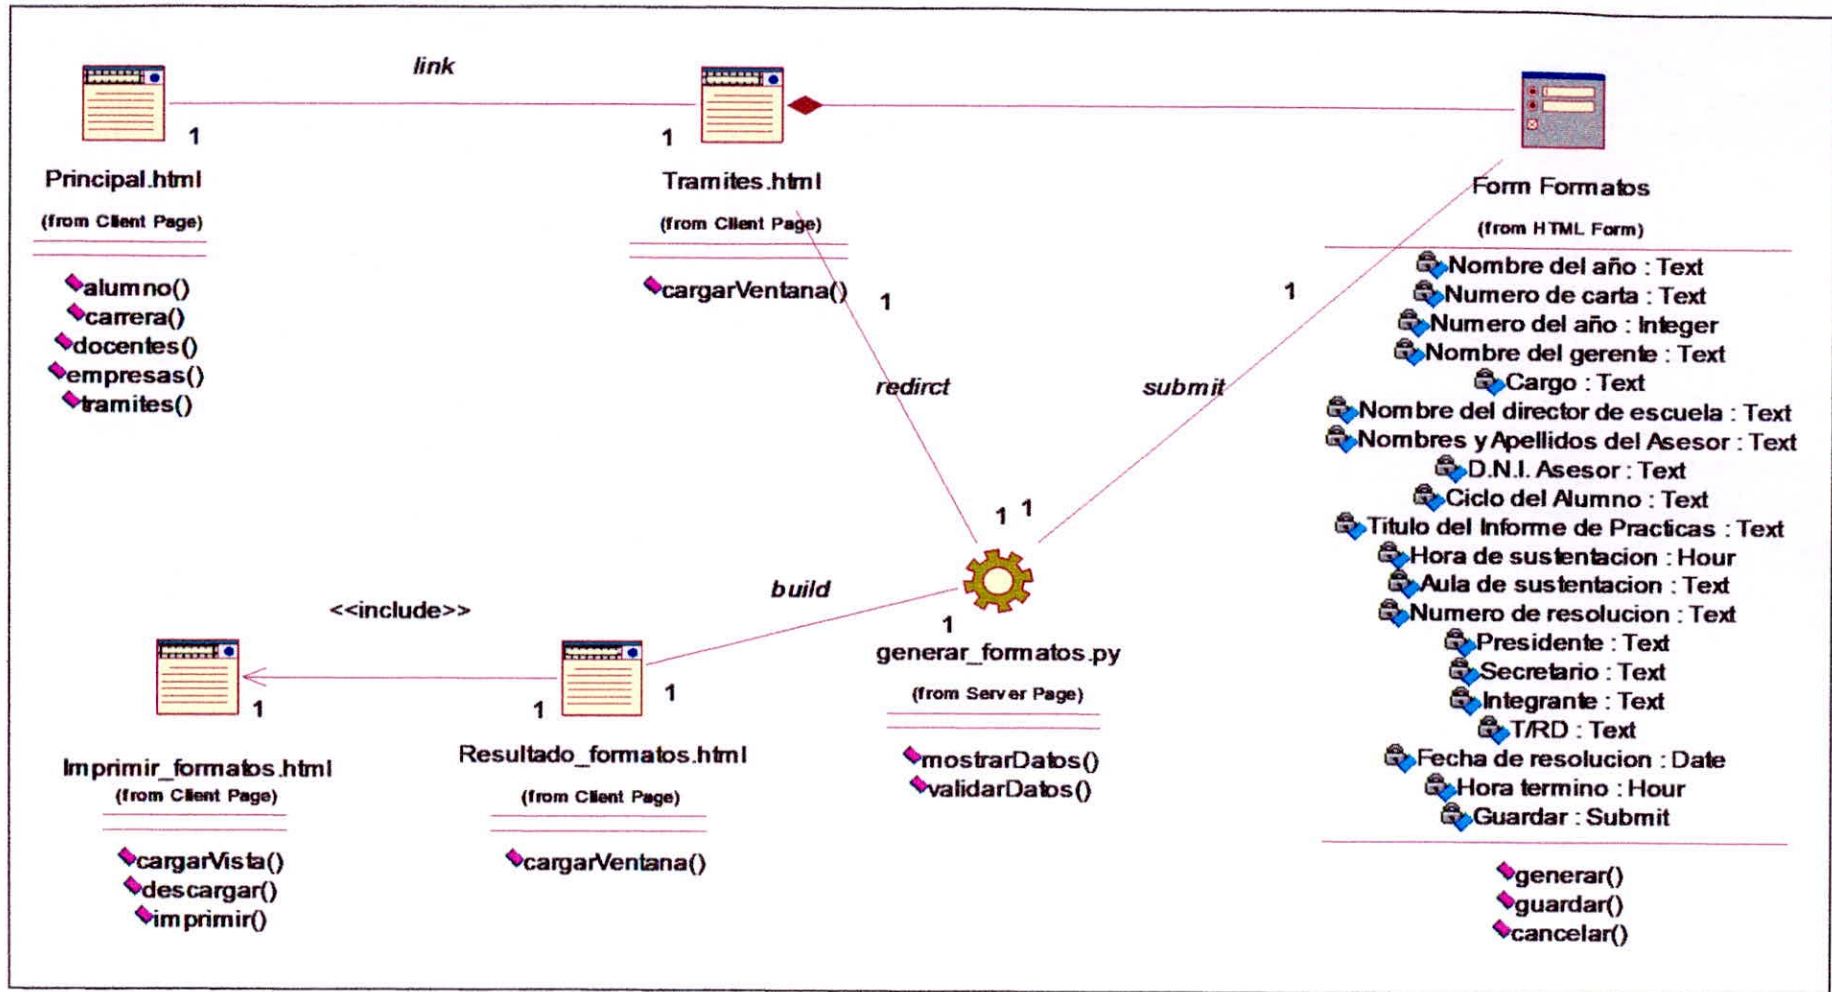 link
1
1
Principal.html
(from Client Page)
alumno()
carrera()
docentes()
empresas()
tramites()
Tramites.html
(from Client Page)
cargarVentana()
1
redirct
1
submit
1
1
Form Formatos
(from HTML Form)
Nombre del año : Text
Numero de carta : Text
Numero del año : Integer
Nombre del gerente : Text
Cargo : Text
Nombre del director de escuela : Text
Nombres y Apellidos del Asesor : Text
D.N.I. Asesor : Text
Ciclo del Alumno : Text
Titulo del Informe de Practicas : Text
Hora de sustentacion : Hour
Aula de sustentacion : Text
Numero de resolucion : Text
Presidente : Text
Secretario : Text
Integrante : Text
T/RD : Text
Fecha de resolucion : Date
Hora termino : Hour
Guardar : Submit
generar()
guardar()
cancelar()
build
1
generar_formatos.py
(from Server Page)
mostrarDatos()
validarDatos()
<<include>>
1
1
1
Imprimir_formatos.html
(from Client Page)
cargarVista()
descargar()
imprimir()
Resultado_formatos.html
(from Client Page)
cargarVentana()